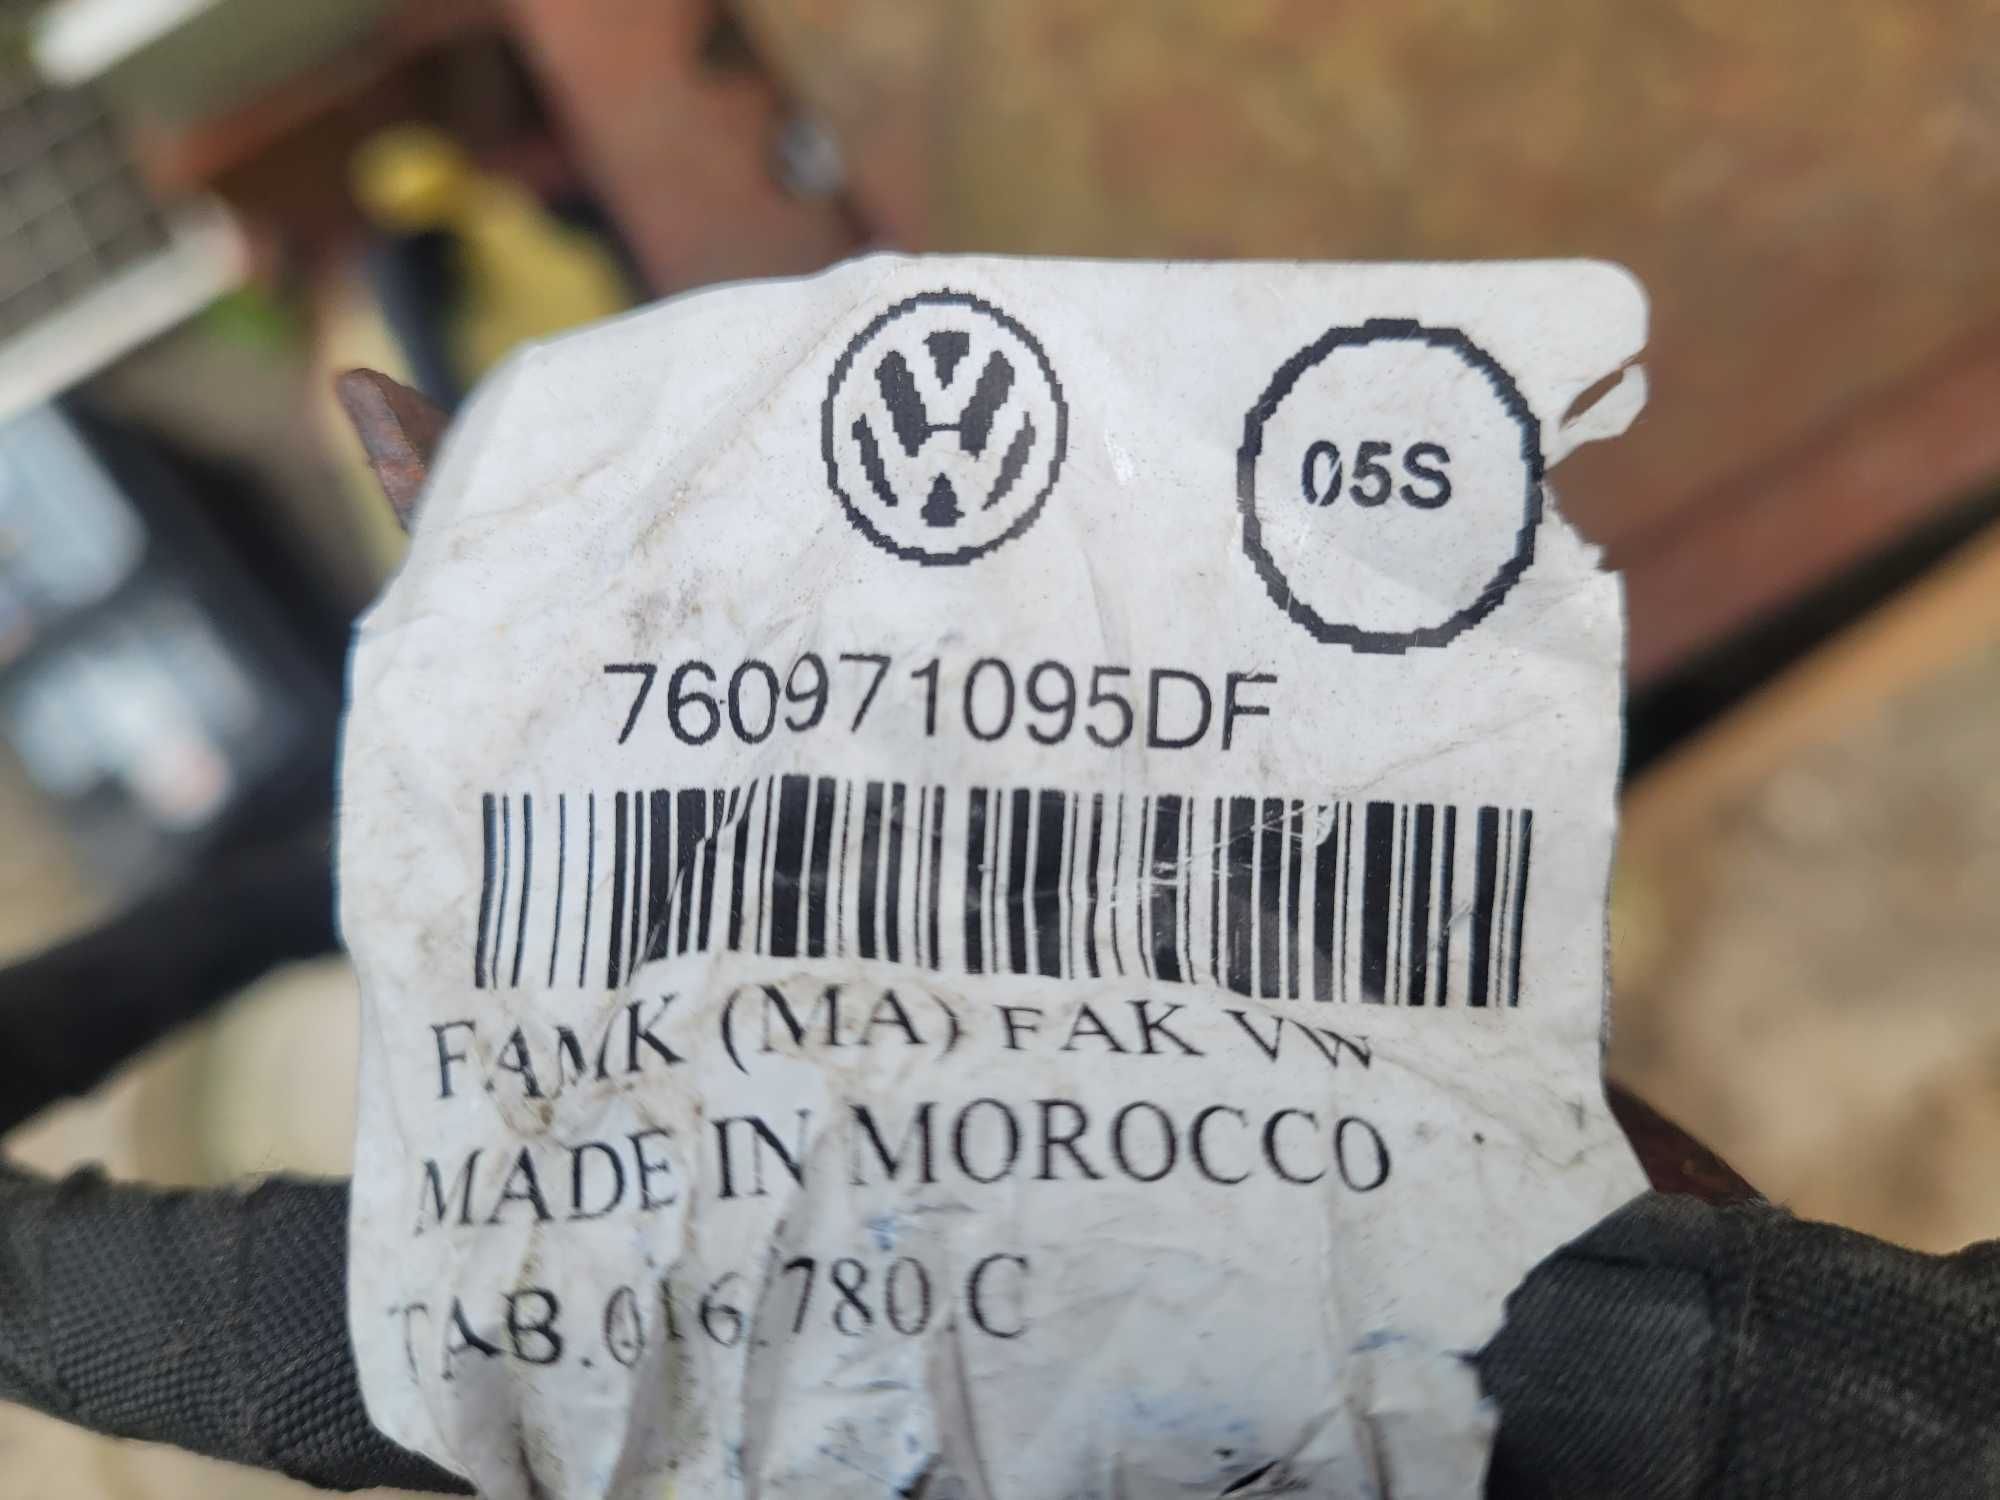 05S
760971095DF
FAMK (MA) FAK VW
MADE IN MOROCCO
TAB.016.780.C